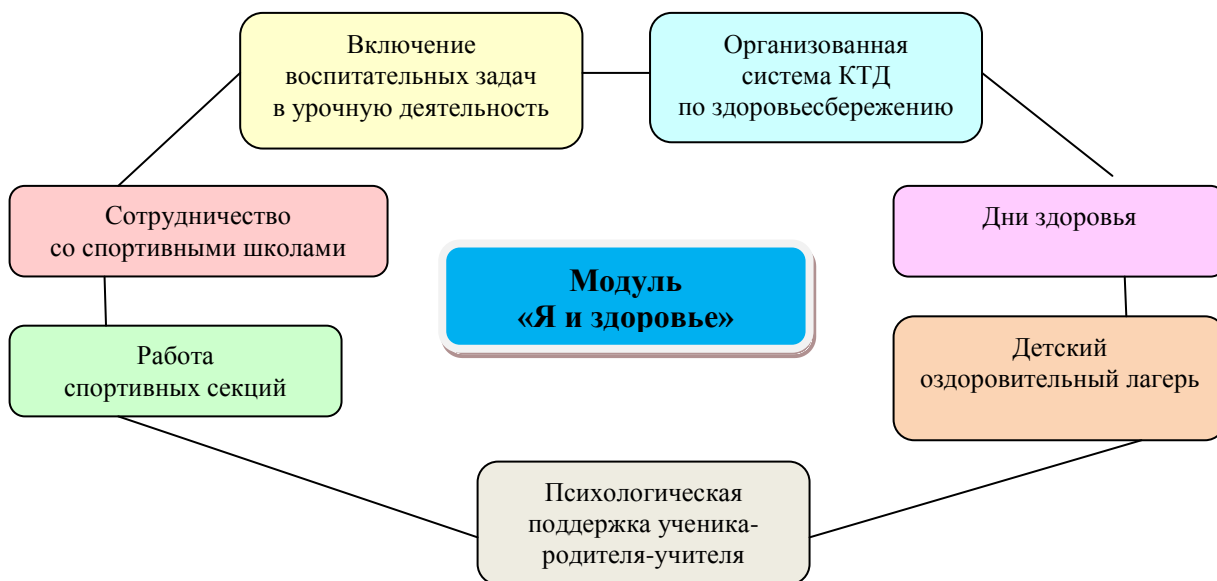 Включение
воспитательных задач
в урочную деятельность
Организованная
система КТД
по здоровьесбережению
Сотрудничество
со спортивными школами
Дни здоровья
Модуль
«Я и здоровье»
Работа
спортивных секций
Детский
оздоровительный лагерь
Психологическая
поддержка ученика-
родителя-учителя